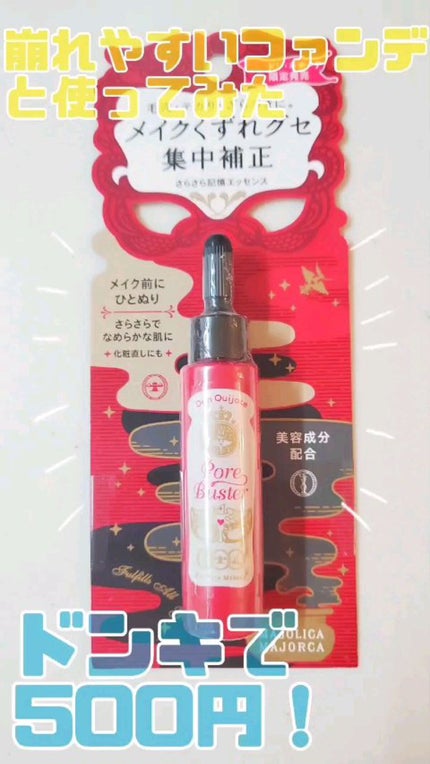 崩れやすいファンデ
と使ってみた
限定発売
メイクくずれグセ
集中補正
さらさら記憶エッセンス
メイク前に
ひとぬり
さらさらで
なめらかな肌に
+化粧直しにも+
Don Quijote
Pore
Buster
美容成分
配合
Fulfills All
MAJOLICA
MAJORCA
ドンキで
500円!